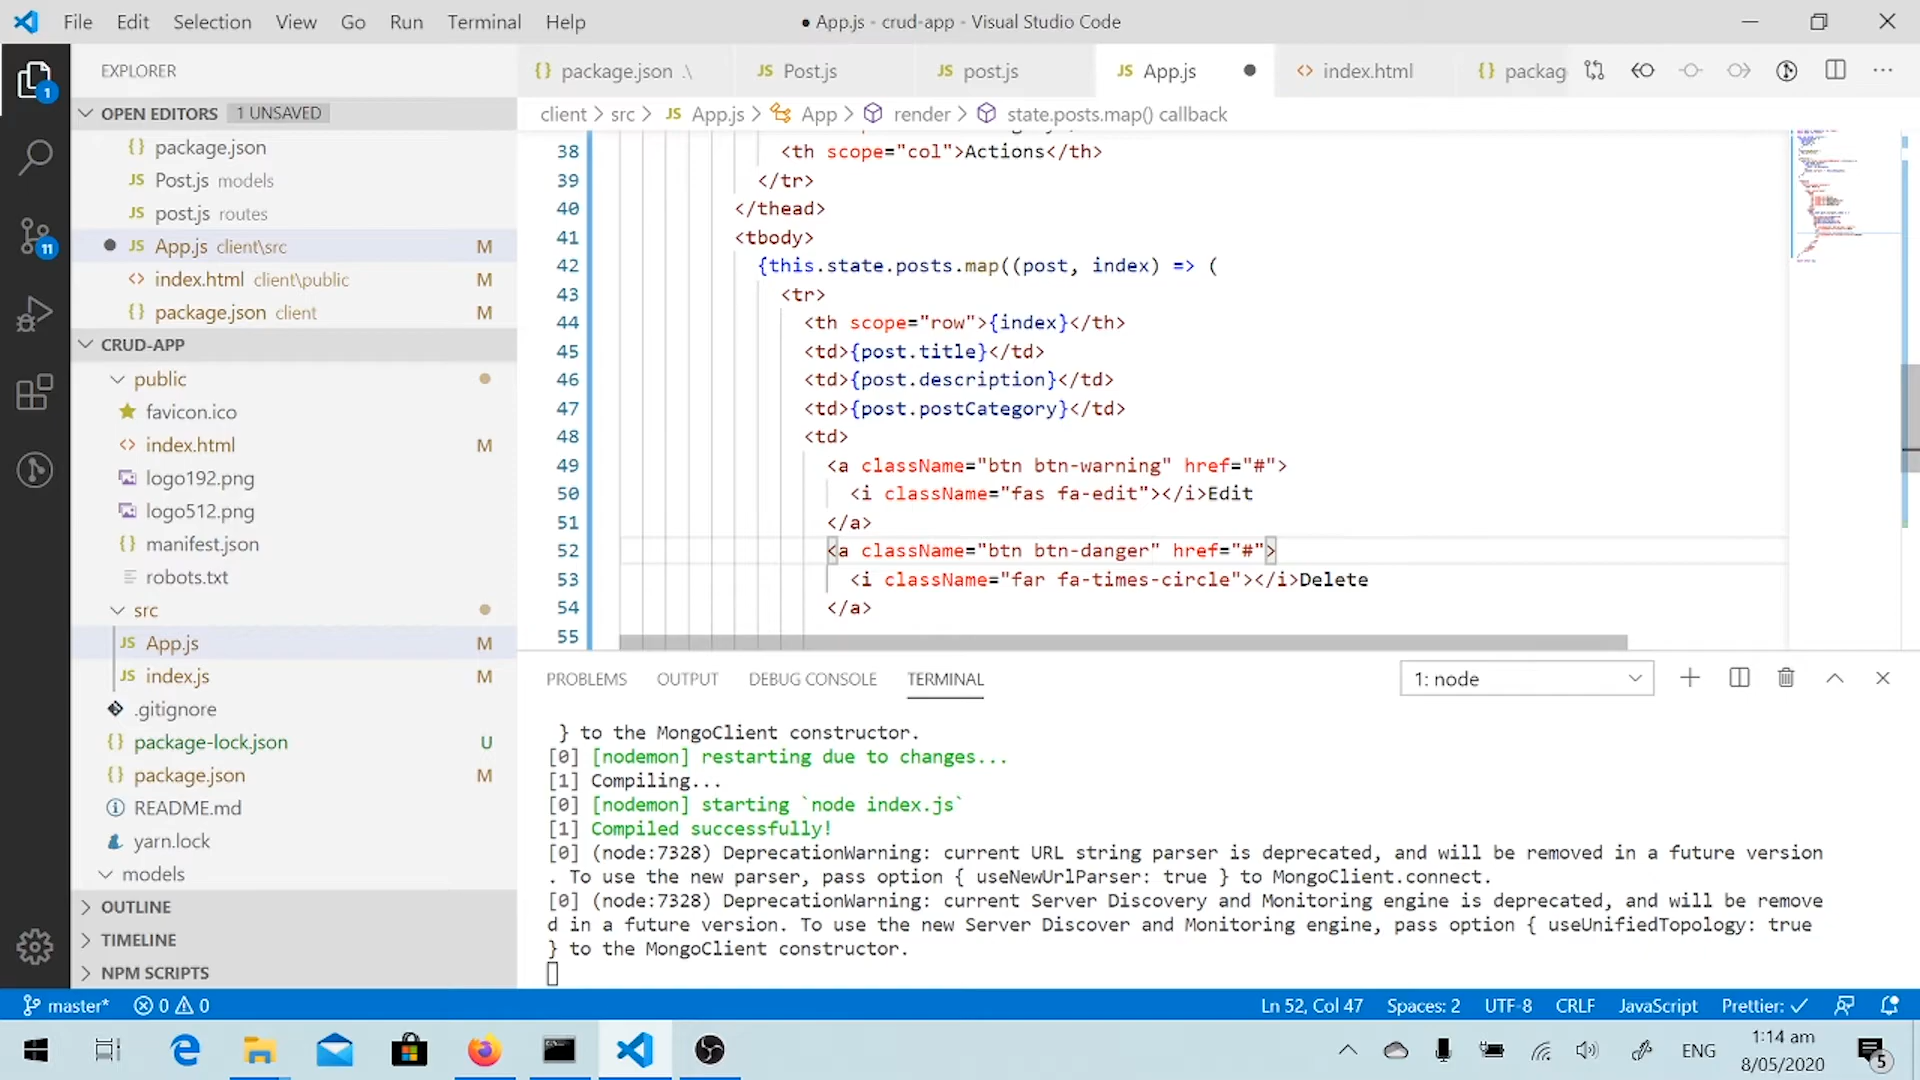 File Edit Selection View Go Run Terminal Help
● App.js - crud-app - Visual Studio Code
EXPLORER
OPEN EDITORS 1 UNSAVED
package.json
Post.js models
post.js routes
App.js client\src M
index.html client\public M
package.json client M
CRUD-APP
public
favicon.ico
index.html M
logo192.png
logo512.png
manifest.json
robots.txt
src
App.js M
index.js M
.gitignore
package-lock.json U
package.json M
README.md
yarn.lock
models
OUTLINE
TIMELINE
NPM SCRIPTS
1
11
{} package.json .\ JS Post.js JS post.js JS App.js ● <> index.html {} packag
client > src > JS App.js > App > render > state.posts.map() callback
38 <th scope="col">Actions</th>
39 </tr>
40 </thead>
41 <tbody>
42 {this.state.posts.map((post, index) => (
43 <tr>
44 <th scope="row">{index}</th>
45 <td>{post.title}</td>
46 <td>{post.description}</td>
47 <td>{post.postCategory}</td>
48 <td>
49 <a className="btn btn-warning" href="#">
50 <i className="fas fa-edit"></i>Edit
51 </a>
52 <a className="btn btn-danger" href="#">
53 <i className="far fa-times-circle"></i>Delete
54 </a>
55
PROBLEMS OUTPUT DEBUG CONSOLE TERMINAL 1: node
} to the MongoClient constructor.
[0] [nodemon] restarting due to changes...
[1] Compiling...
[0] [nodemon] starting `node index.js`
[1] Compiled successfully!
[0] (node:7328) DeprecationWarning: current URL string parser is deprecated, and will be removed in a future version
. To use the new parser, pass option { useNewUrlParser: true } to MongoClient.connect.
[0] (node:7328) DeprecationWarning: current Server Discovery and Monitoring engine is deprecated, and will be remove
d in a future version. To use the new Server Discover and Monitoring engine, pass option { useUnifiedTopology: true
} to the MongoClient constructor.
master* 0 0 Ln 52, Col 47 Spaces: 2 UTF-8 CRLF JavaScript Prettier: ✓
ENG
1:14 am
8/05/2020
5